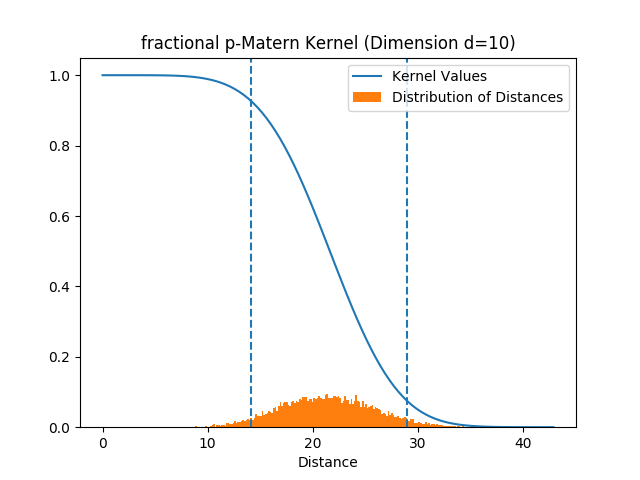 fractional p-Matern Kernel (Dimension d=10)
Kernel Values
Distribution of Distances
1.0
0.8
0.6
0.4
0.2
0.0
0 10 20 30 40
Distance